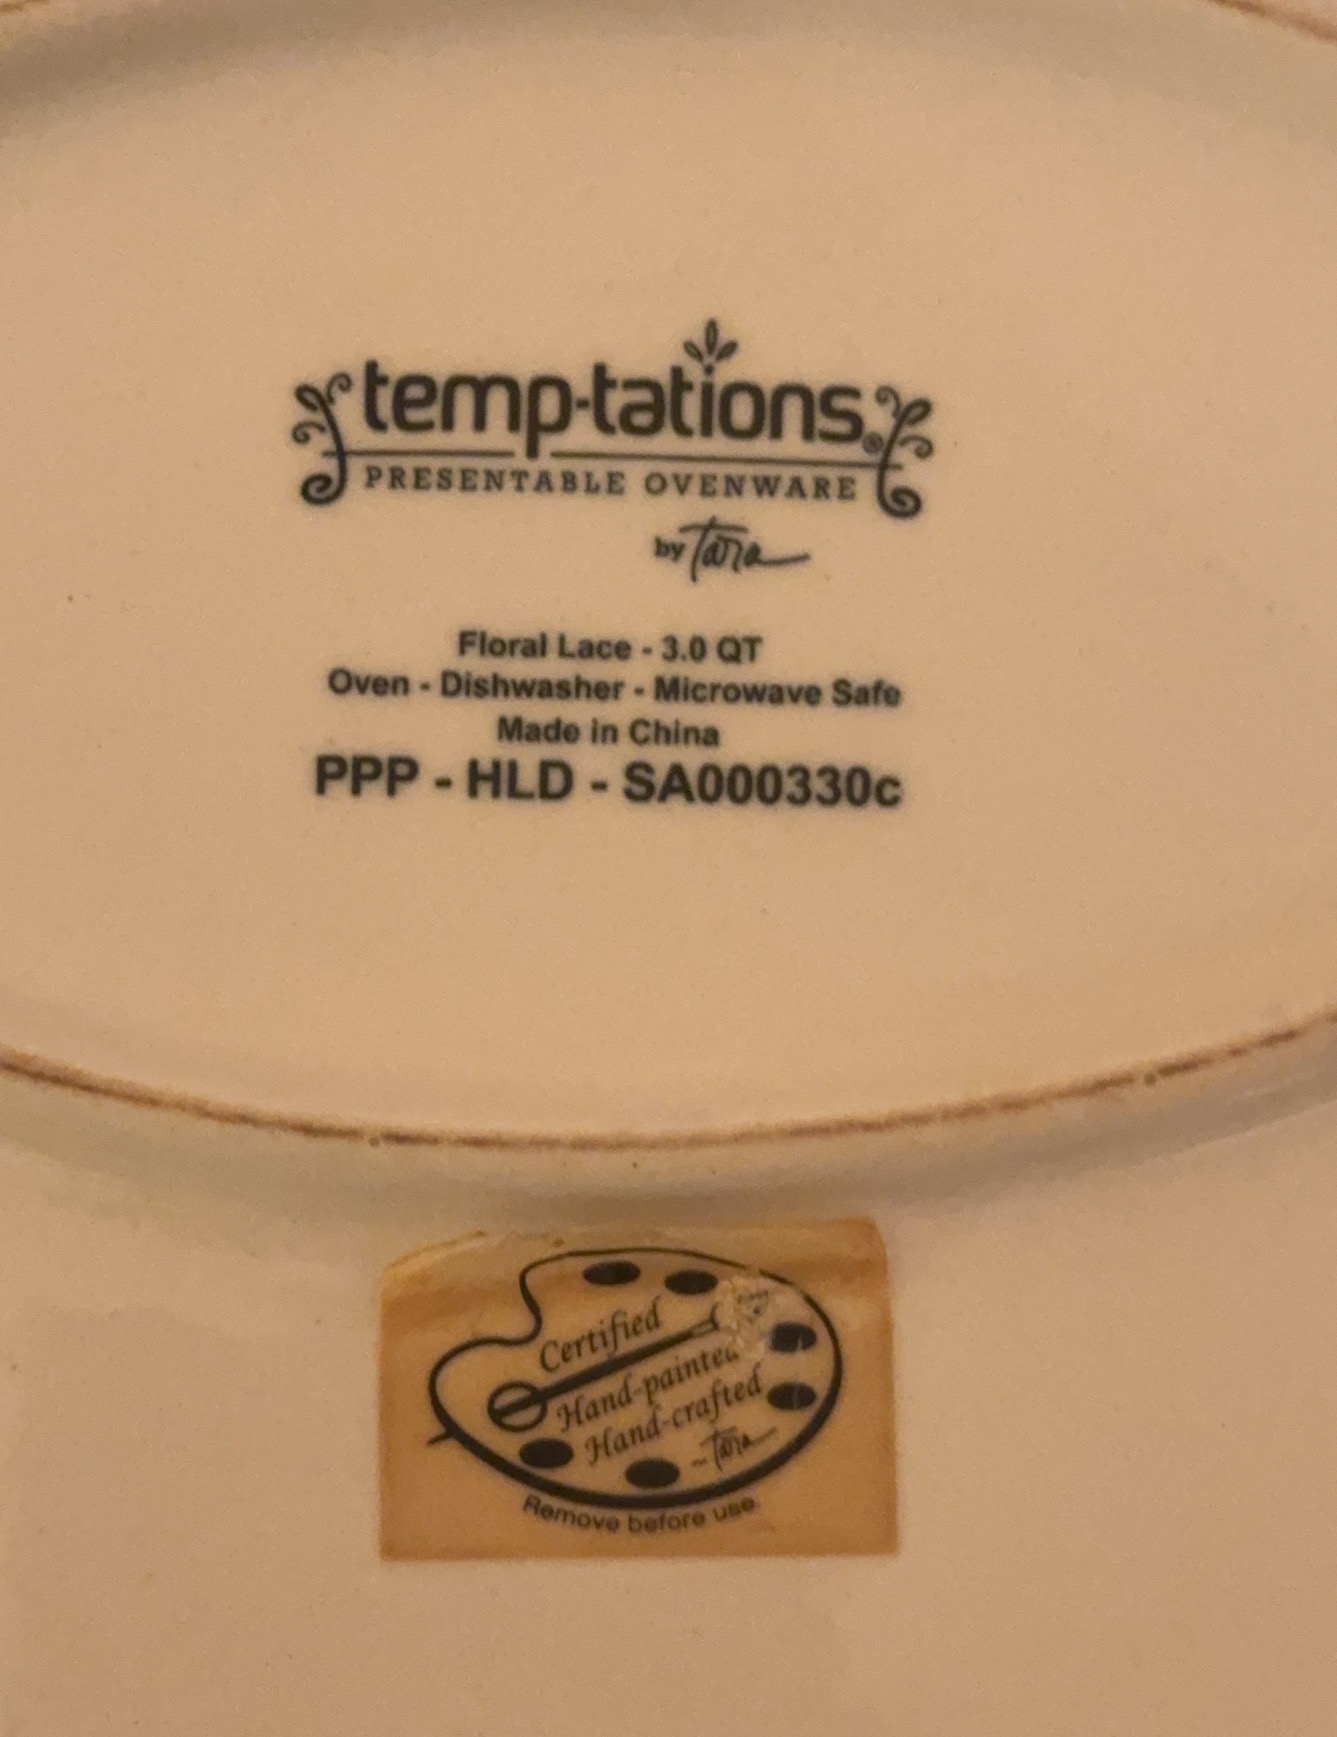 temp-tations®
PRESENTABLE OVENWARE
by Tara
Floral Lace - 3.0 QT
Oven - Dishwasher - Microwave Safe
Made in China
PPP - HLD - SA000330c
Certified
Hand-painted
Hand-crafted
~Tara
Remove before use.